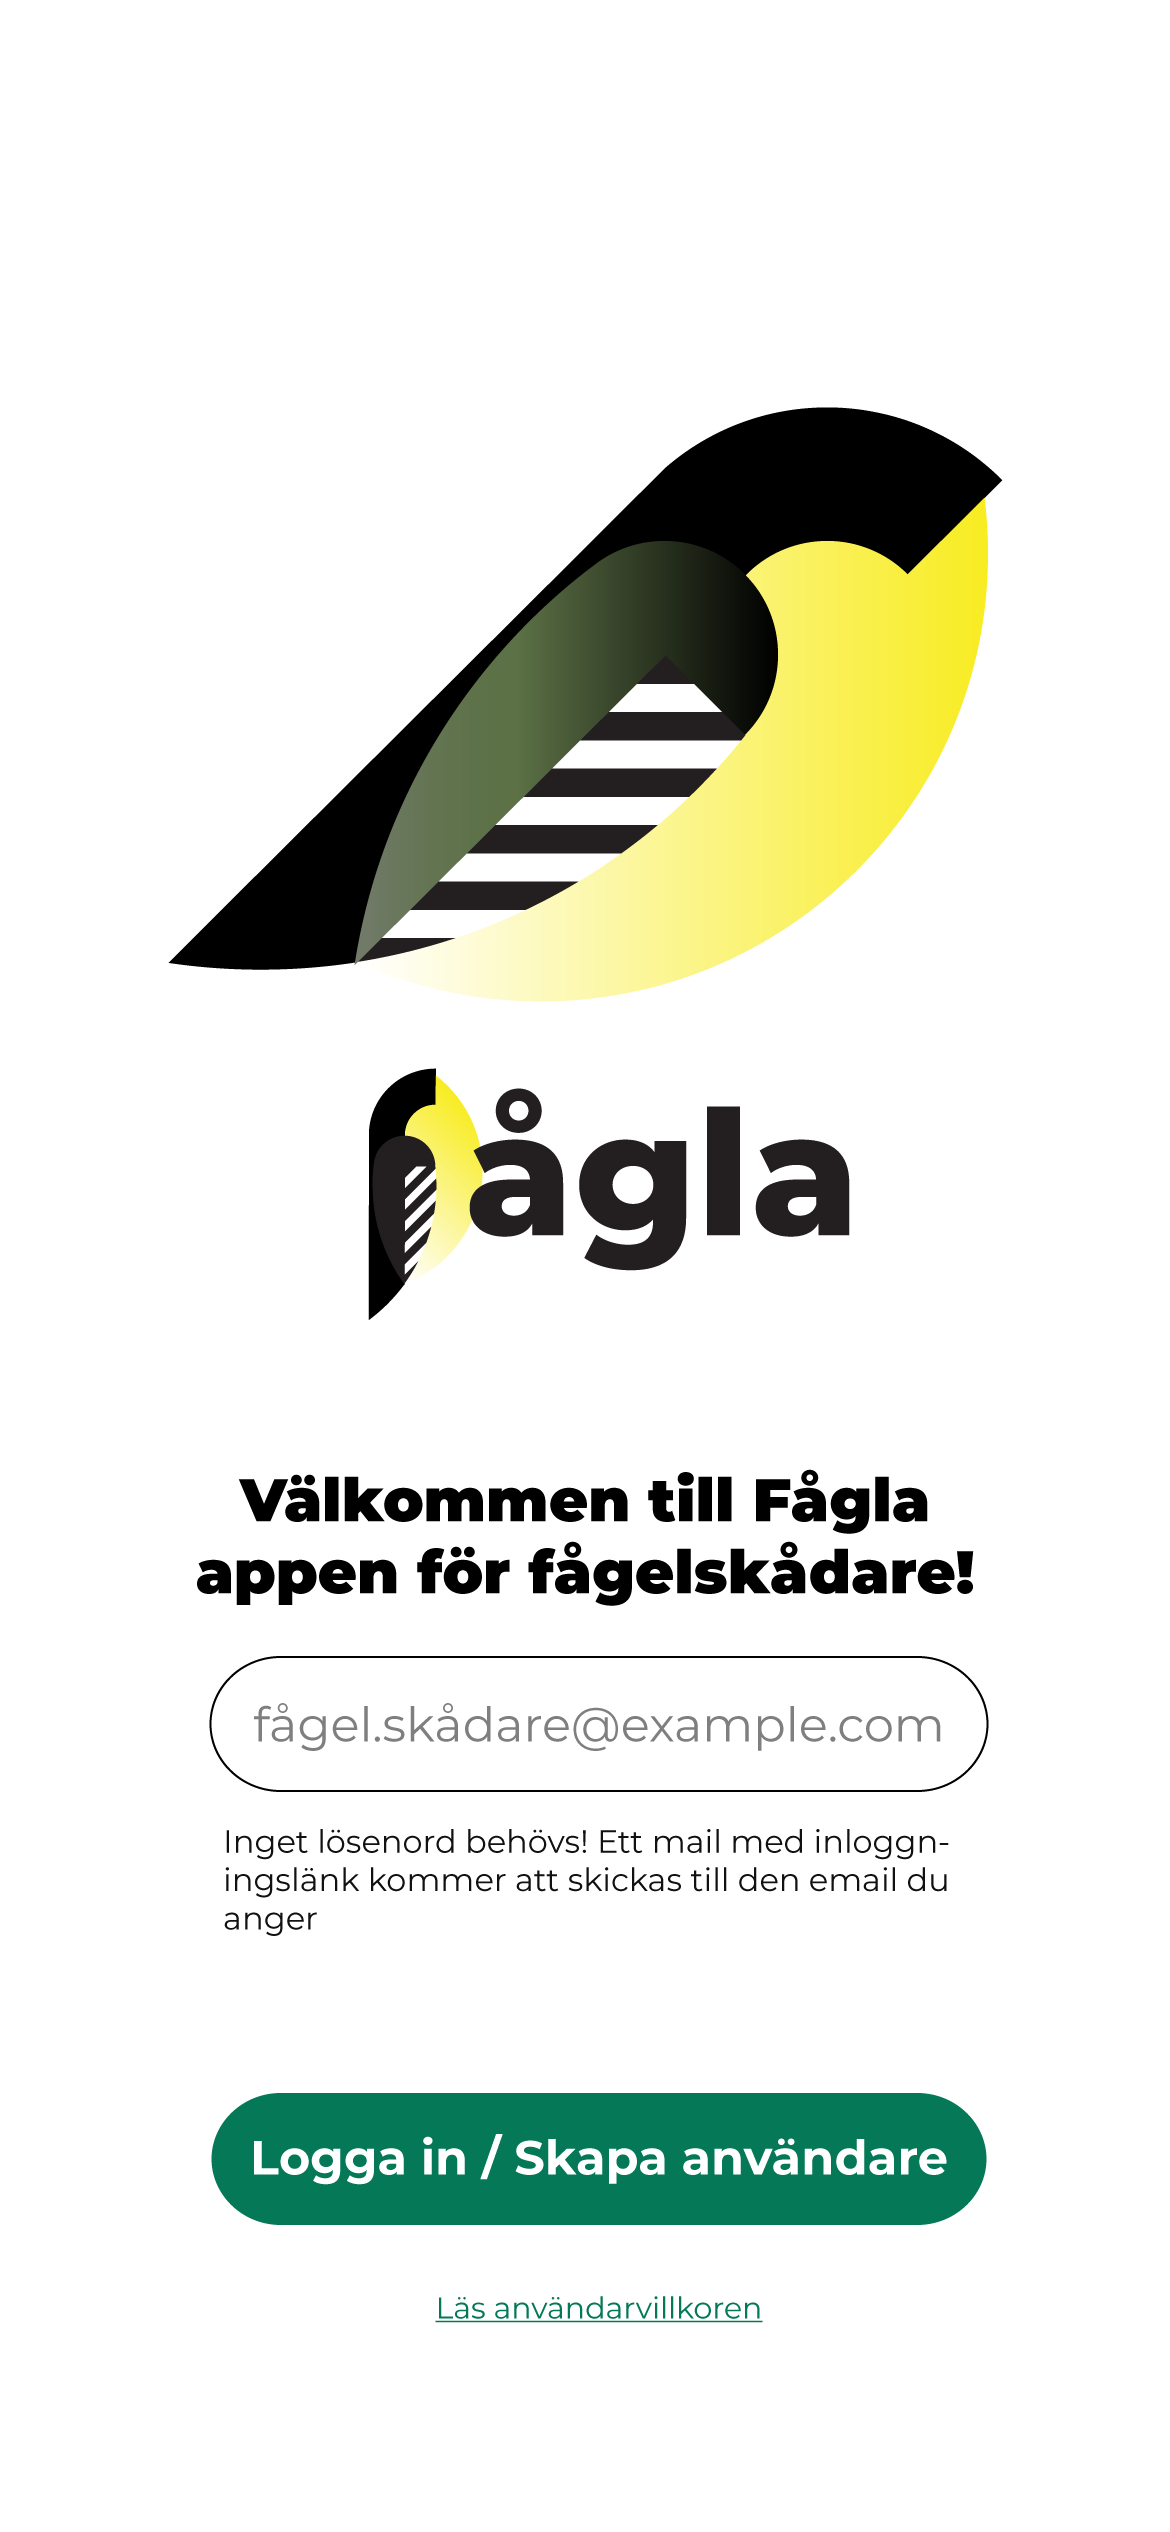 fågla
Välkommen till Fågla
appen för fågelskådare!
fågel.skådare@example.com
Inget lösenord behövs! Ett mail med inloggn-
ingslänk kommer att skickas till den email du
anger
Logga in / Skapa användare
Läs användarvillkoren